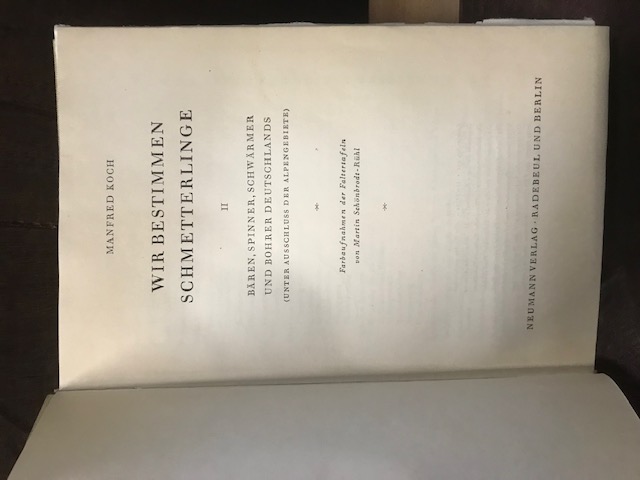 MANFRED KOCH
WIR BESTIMMEN
SCHMETTERLINGE
II
BÄREN, SPINNER, SCHWÄRMER
UND BOHRER DEUTSCHLANDS
(UNTER AUSSCHLUSS DER ALPENGEBIETE)
Farbaufnahmen der Faltertafeln
von Martin Schönbrodt-Rühl
NEUMANN VERLAG · RADEBEUL UND BERLIN